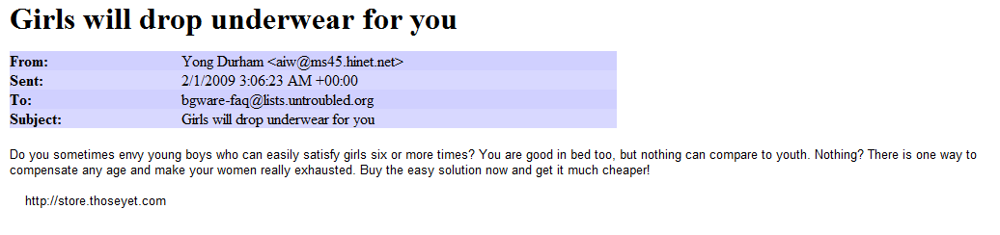 Girls will drop underwear for you
From: Yong Durham <aiw@ms45.hinet.net>
Sent: 2/1/2009 3:06:23 AM +00:00
To: bgware-faq@lists.untroubled.org
Subject: Girls will drop underwear for you
Do you sometimes envy young boys who can easily satisfy girls six or more times? You are good in bed too, but nothing can compare to youth. Nothing? There is one way to
compensate any age and make your women really exhausted. Buy the easy solution now and get it much cheaper!
http://store.thoseyet.com